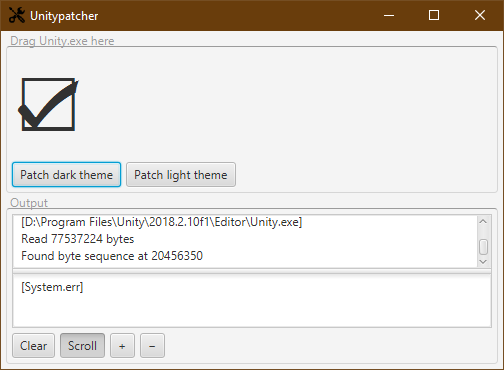 Unitypatcher
Drag Unity.exe here
Patch dark theme
Patch light theme
Output
[D:\Program Files\Unity\2018.2.10f1\Editor\Unity.exe]
Read 77537224 bytes
Found byte sequence at 20456350
[System.err]
Clear
Scroll
+
−